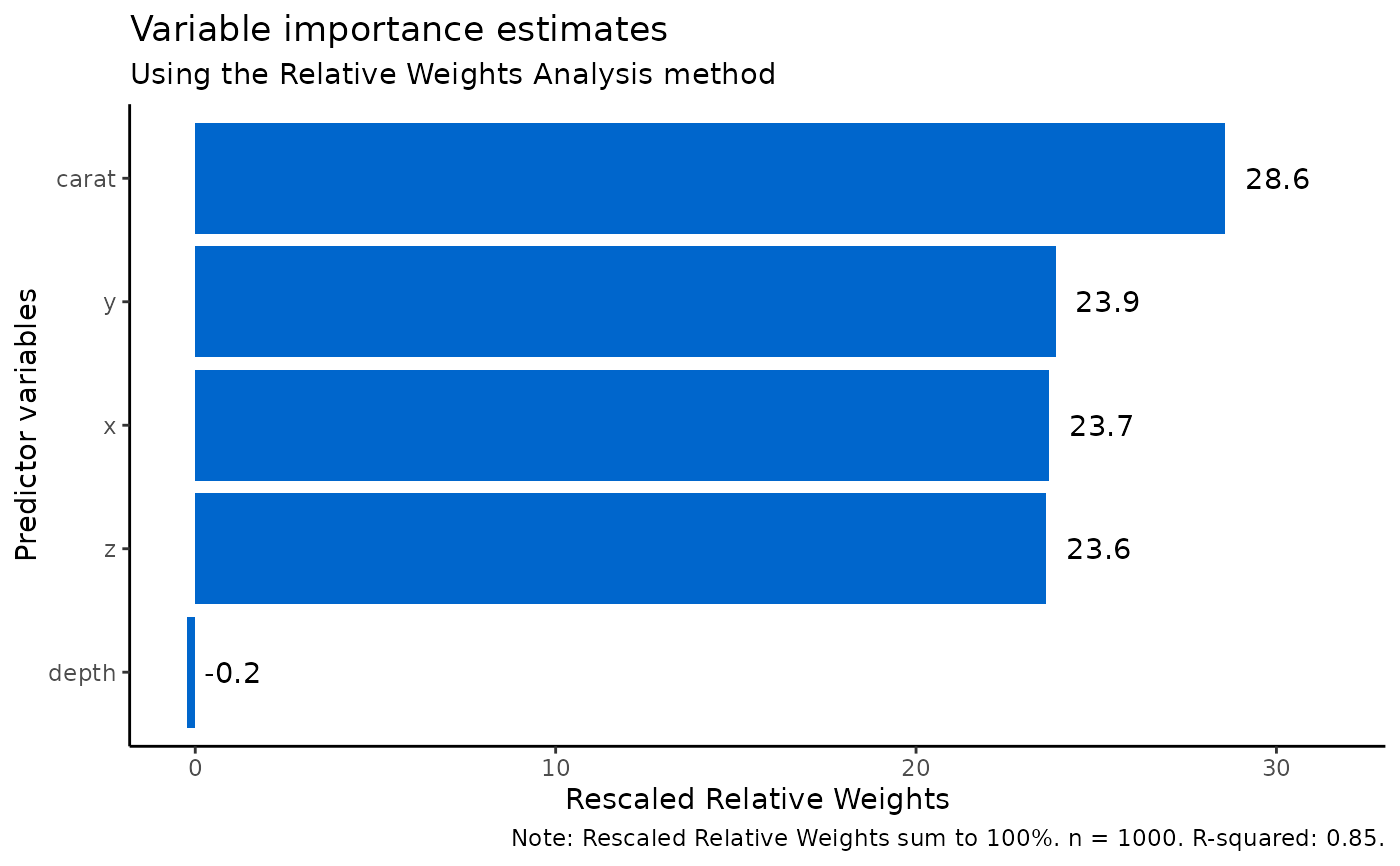 Variable importance estimates
Using the Relative Weights Analysis method
Predictor variables
carat
28.6
y
23.9
x
23.7
z
23.6
depth
-0.2
0 10 20 30
Rescaled Relative Weights
Note: Rescaled Relative Weights sum to 100%. n = 1000. R-squared: 0.85.